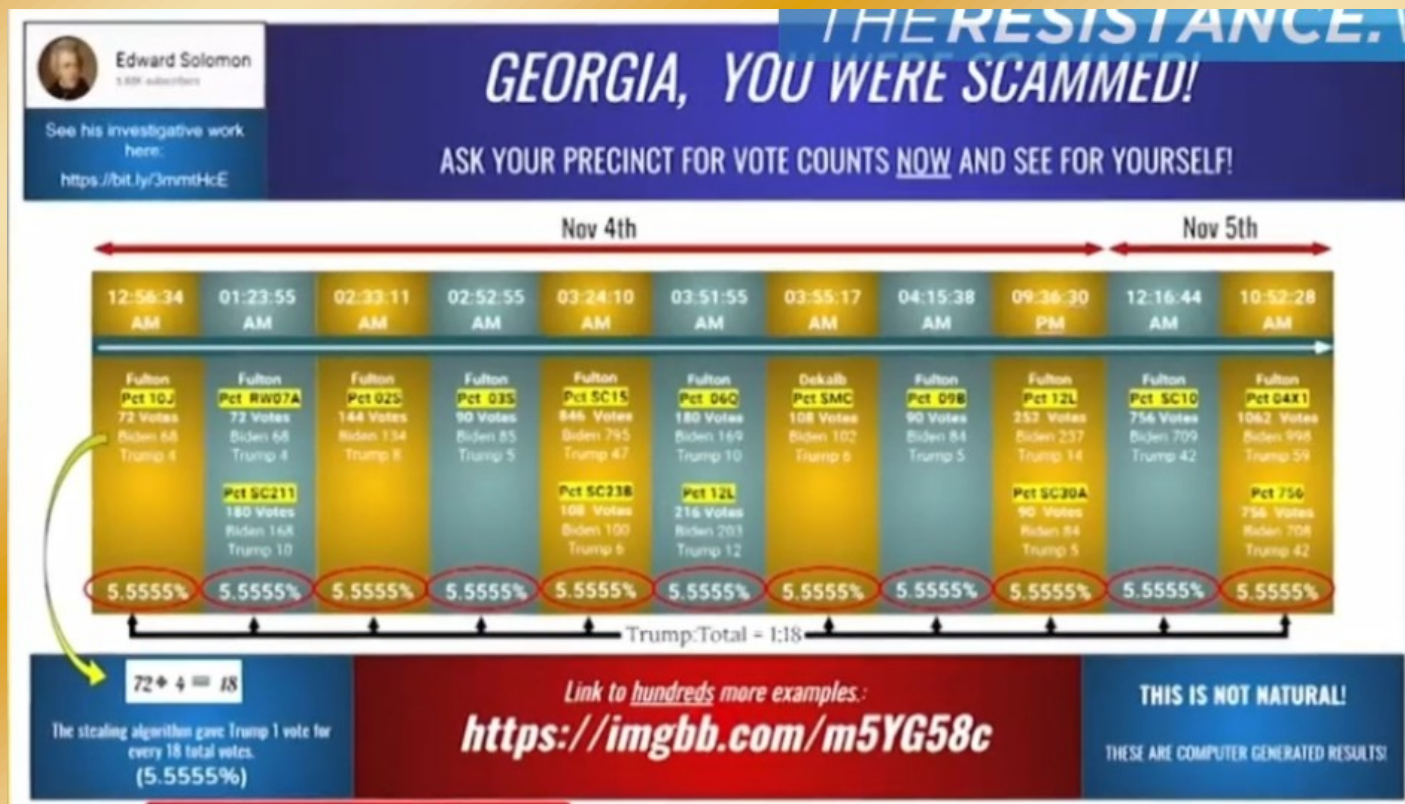 THERESISTANCE.V
Edward Solomon
See his investigative work
here:
https://bit.ly/3mmtHcE
GEORGIA, YOU WERE SCAMMED!
ASK YOUR PRECINCT FOR VOTE COUNTS NOW AND SEE FOR YOURSELF!
Nov 4th
Nov 5th
12:56:34 AM
01:23:55 AM
02:33:11 AM
02:52:55 AM
03:24:10 AM
03:51:55 AM
03:55:17 AM
04:15:38 AM
09:36:30 PM
12:16:44 AM
10:52:28 AM
Fulton
Pct 10J
72 Votes
Biden 68
Trump 4
Fulton
Pct RW07A
72 Votes
Biden 68
Trump 4
Pct SC211
180 Votes
Biden 168
Trump 10
Fulton
Pct 02S
144 Votes
Biden 134
Trump 8
Fulton
Pct 03S
90 Votes
Biden 85
Trump 5
Fulton
Pct SC15
846 Votes
Biden 795
Trump 47
Pct SC23B
108 Votes
Biden 100
Trump 6
Fulton
Pct 06Q
180 Votes
Biden 169
Trump 10
Pct 12L
216 Votes
Biden 203
Trump 12
Dekalb
Pct SMC
108 Votes
Biden 102
Trump 6
Fulton
Pct 09B
90 Votes
Biden 84
Trump 5
Fulton
Pct 12L
252 Votes
Biden 237
Trump 14
Pct SC30A
90 Votes
Biden 84
Trump 5
Fulton
Pct SC10
756 Votes
Biden 709
Trump 42
Fulton
Pct 04X1
1062 Votes
Biden 998
Trump 59
Pct 756
756 Votes
Biden 708
Trump 42
5.5555% 5.5555% 5.5555% 5.5555% 5.5555% 5.5555% 5.5555% 5.5555% 5.5555% 5.5555% 5.5555%
Trump:Total = 1:18
72 ÷ 4 = 18
The stealing algorithm gave Trump 1 vote for
every 18 total votes.
(5.5555%)
Link to hundreds more examples.:
https://imgbb.com/m5YG58c
THIS IS NOT NATURAL!
THESE ARE COMPUTER GENERATED RESULTS!